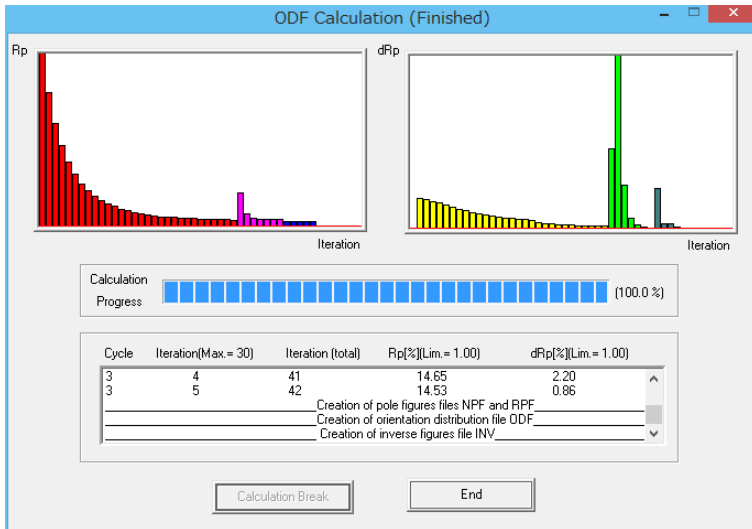 ODF Calculation (Finished)
Rp
dRp
Iteration
Iteration
Calculation
Progress
(100.0 %)
Cycle Iteration(Max.= 30) Iteration (total) Rp[%](Lim.= 1.00) dRp[%](Lim.= 1.00)
3 4 41 14.65 2.20
3 5 42 14.53 0.86
Creation of pole figures files NPF and RPF
Creation of orientation distribution file ODF
Creation of inverse figures file INV
Calculation Break
End